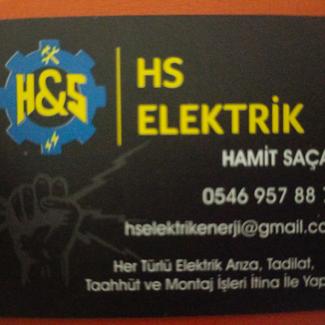 H&S
HS
ELEKTRİK
HAMİT SAÇA
0546 957 88
hselektrikenerji@gmail.co
Her Türlü Elektrik Arıza, Tadilat,
Taahhüt ve Montaj İşleri İtina İle Yap